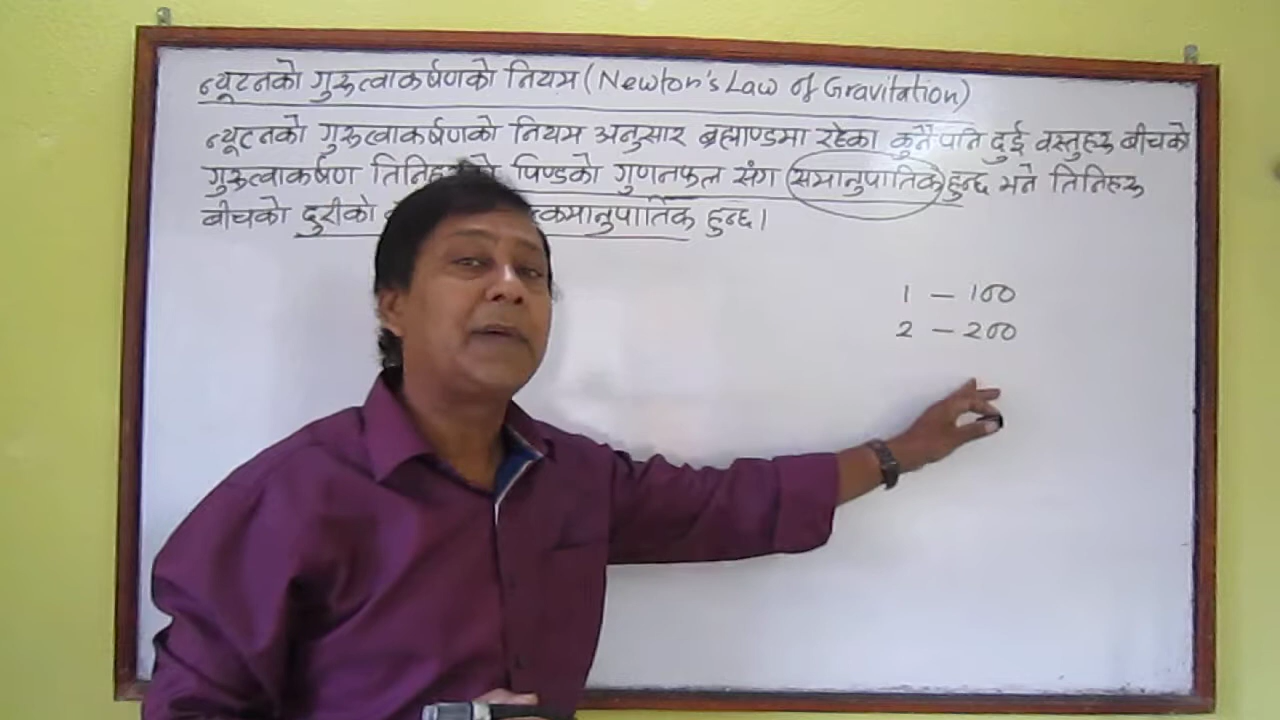 न्यूटनको गुरुत्वाकर्षणको नियम (Newton's Law of Gravitation)
न्यूटनको गुरुत्वाकर्षणको नियम अनुसार ब्रह्माण्डमा रहेका कुनैपनि दुई वस्तुहरु बीचको
गुरुत्वाकर्षण पिण्डको गुणनफल संग समानुपातिक हुन्छ भने तिनिहरु
बीचको दुरीको हुन्छ।
1 - 100
2 - 200